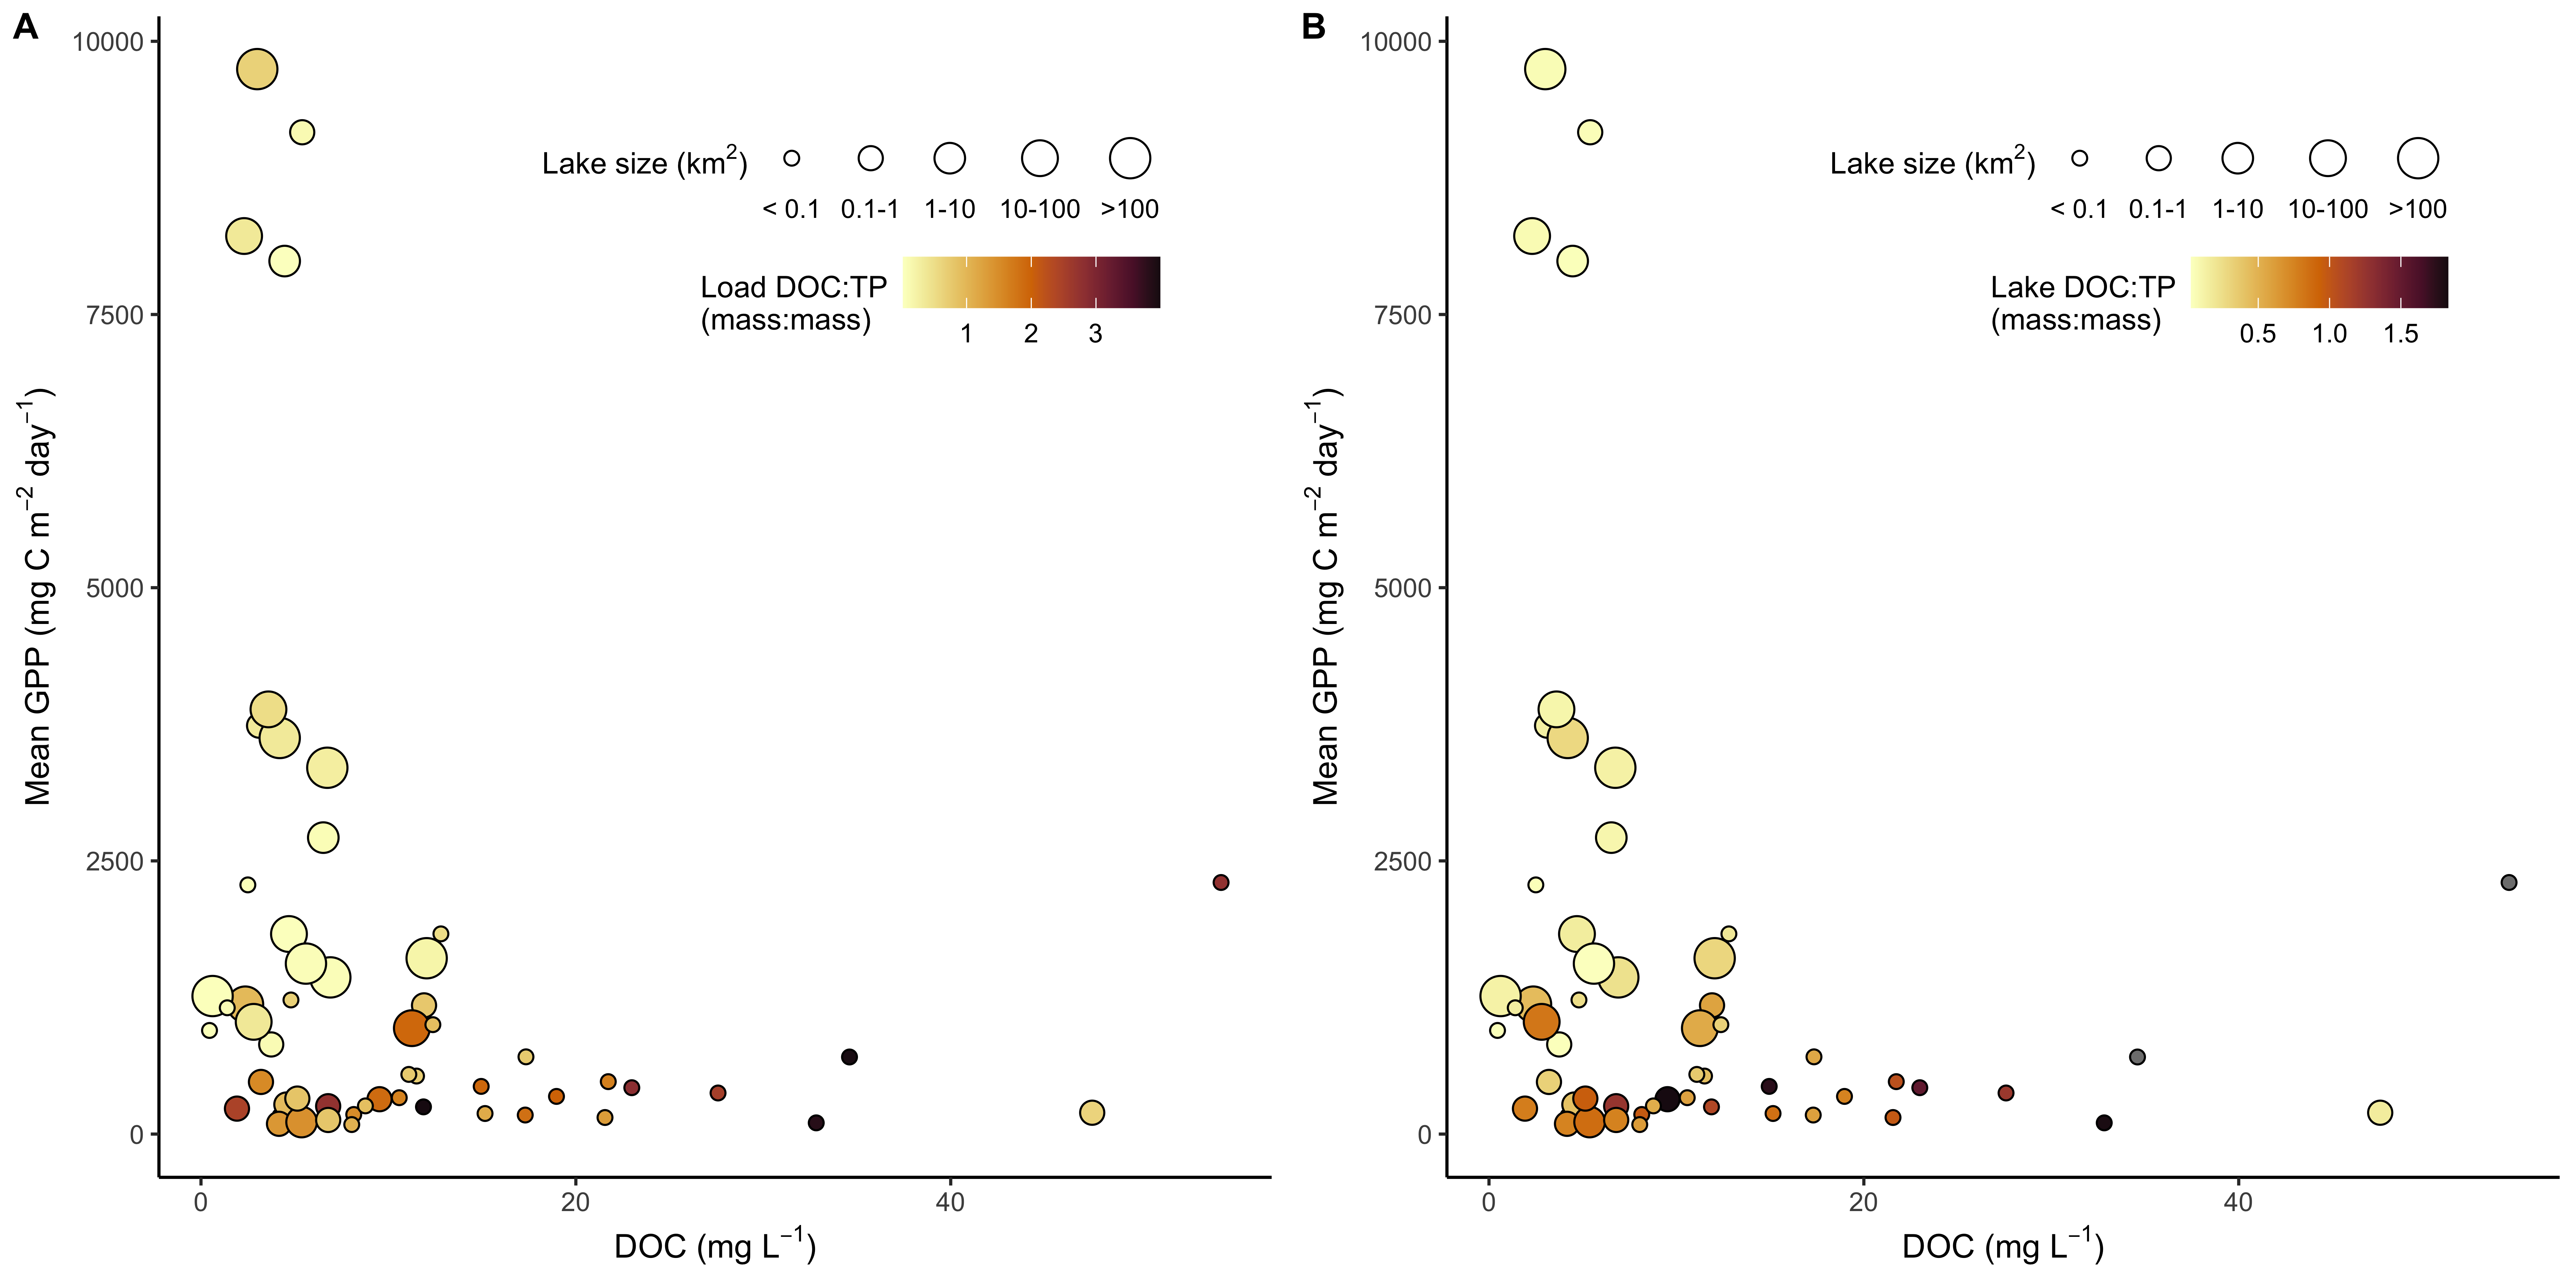 A
Mean GPP (mg C m⁻² day⁻¹)
10000
7500
5000
2500
0
Lake size (km²)
< 0.1 0.1-1 1-10 10-100 >100
Load DOC:TP
(mass:mass)
1 2 3
0 20 40
DOC (mg L⁻¹)
B
Mean GPP (mg C m⁻² day⁻¹)
10000
7500
5000
2500
0
Lake size (km²)
< 0.1 0.1-1 1-10 10-100 >100
Lake DOC:TP
(mass:mass)
0.5 1.0 1.5
0 20 40
DOC (mg L⁻¹)